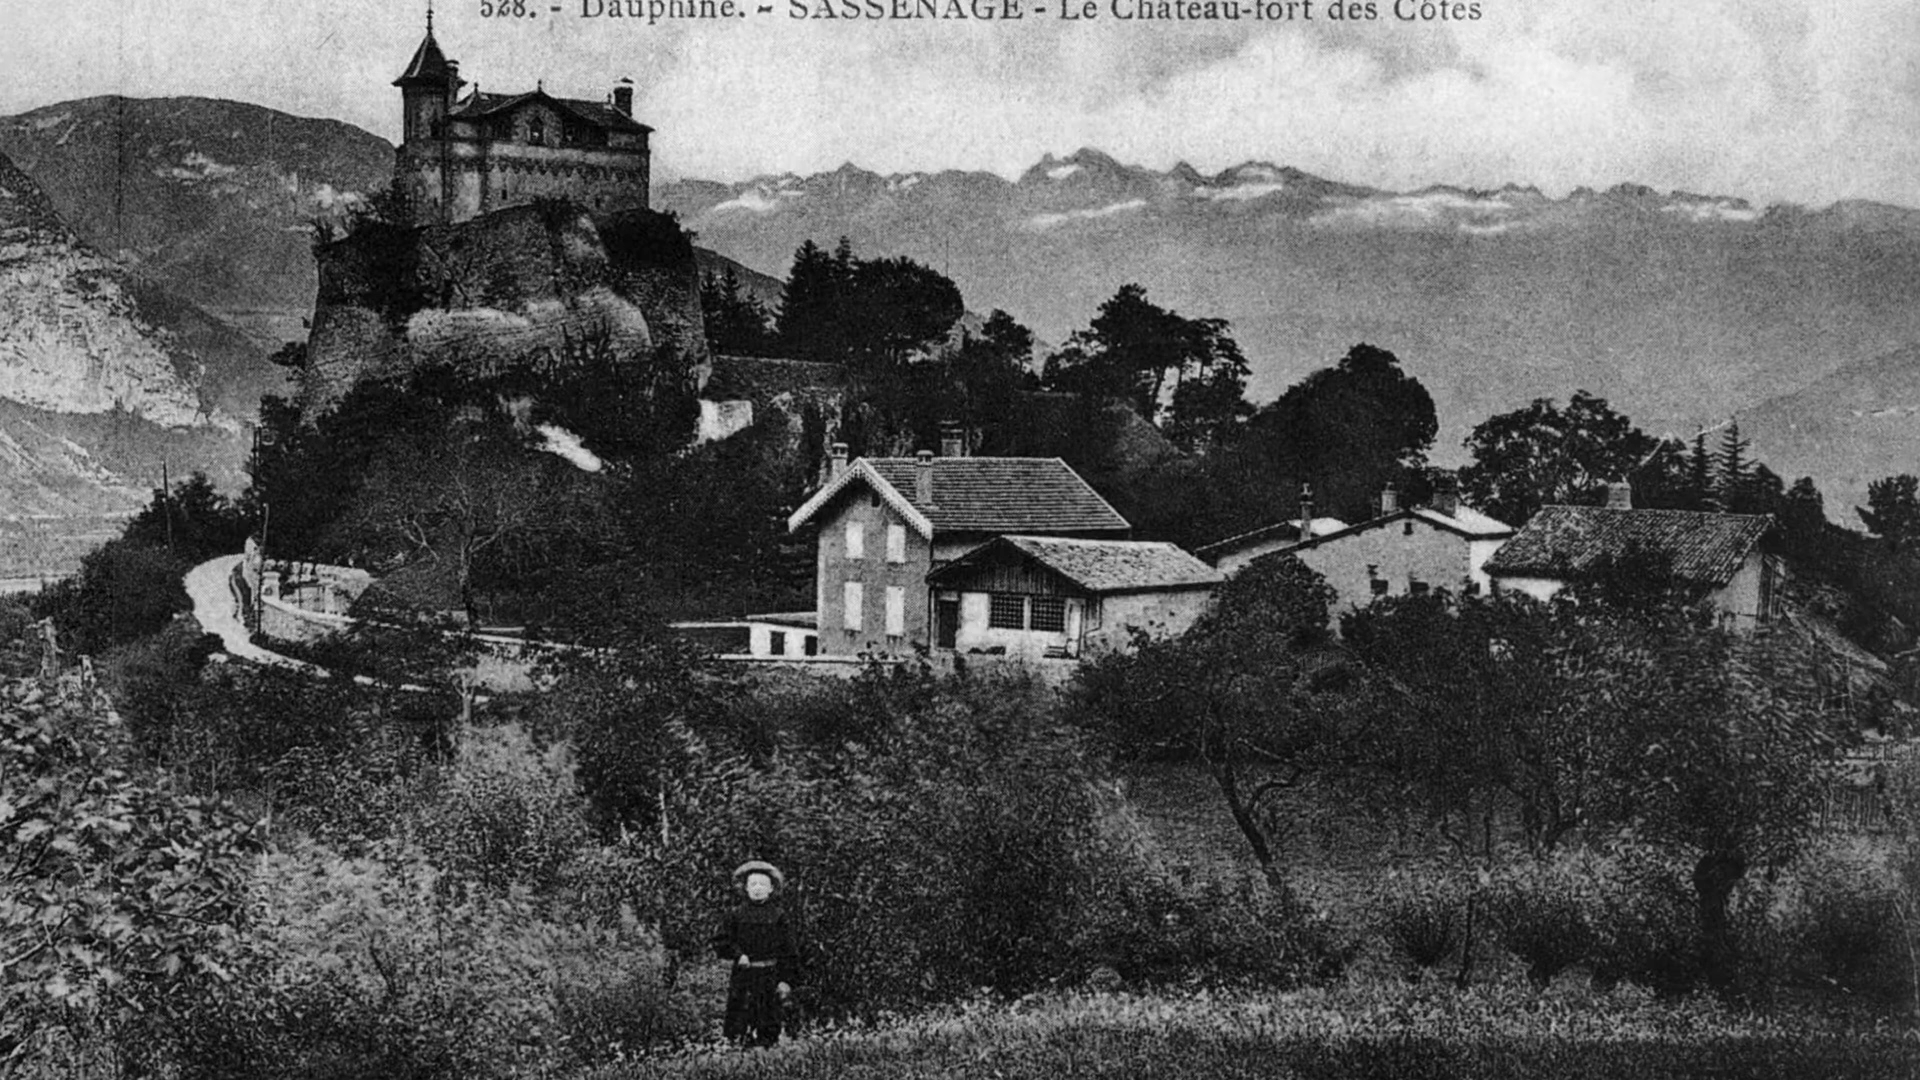 528. - Dauphiné. - SASSENAGE - Le Château-fort des Côtes